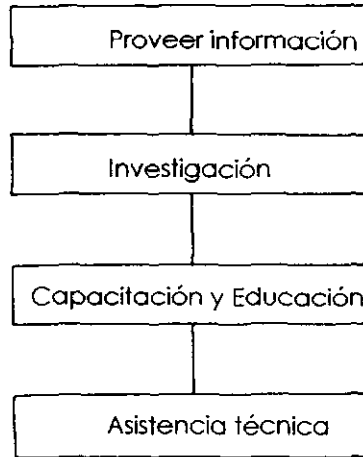 Proveer información
Investigación
Capacitación y Educación
Asistencia técnica